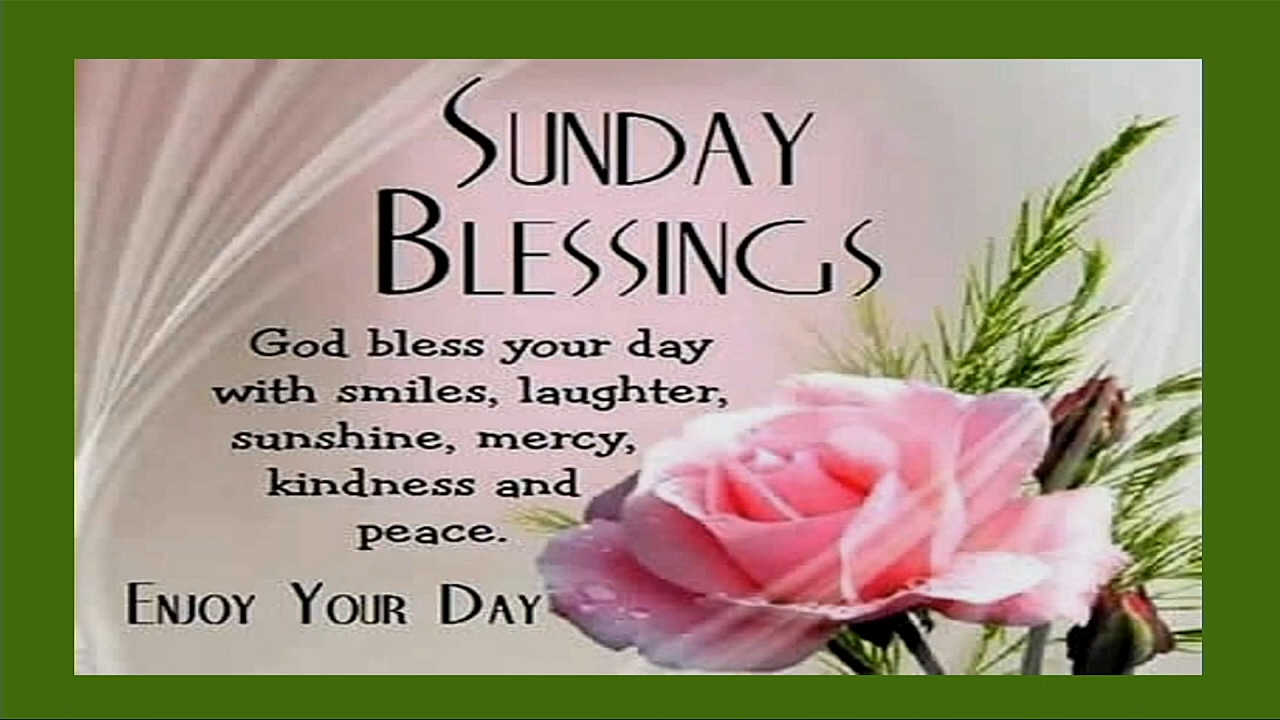 SUNDAY
BLESSINGS
God bless your day
with smiles, laughter,
sunshine, mercy,
kindness and
peace.
ENJOY YOUR DAY